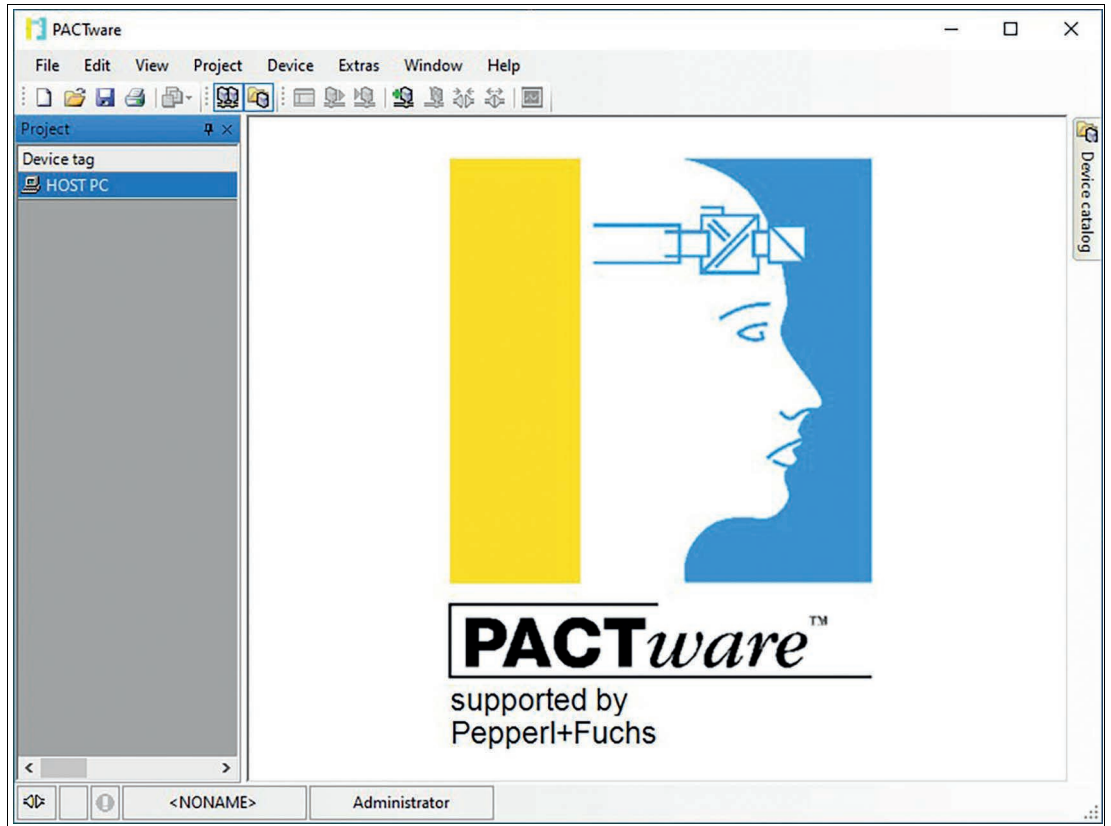 PACTware
File Edit View Project Device Extras Window Help
Project
Device tag
HOST PC
Device catalog
PACTware™
supported by
Pepperl+Fuchs
<NONAME> Administrator